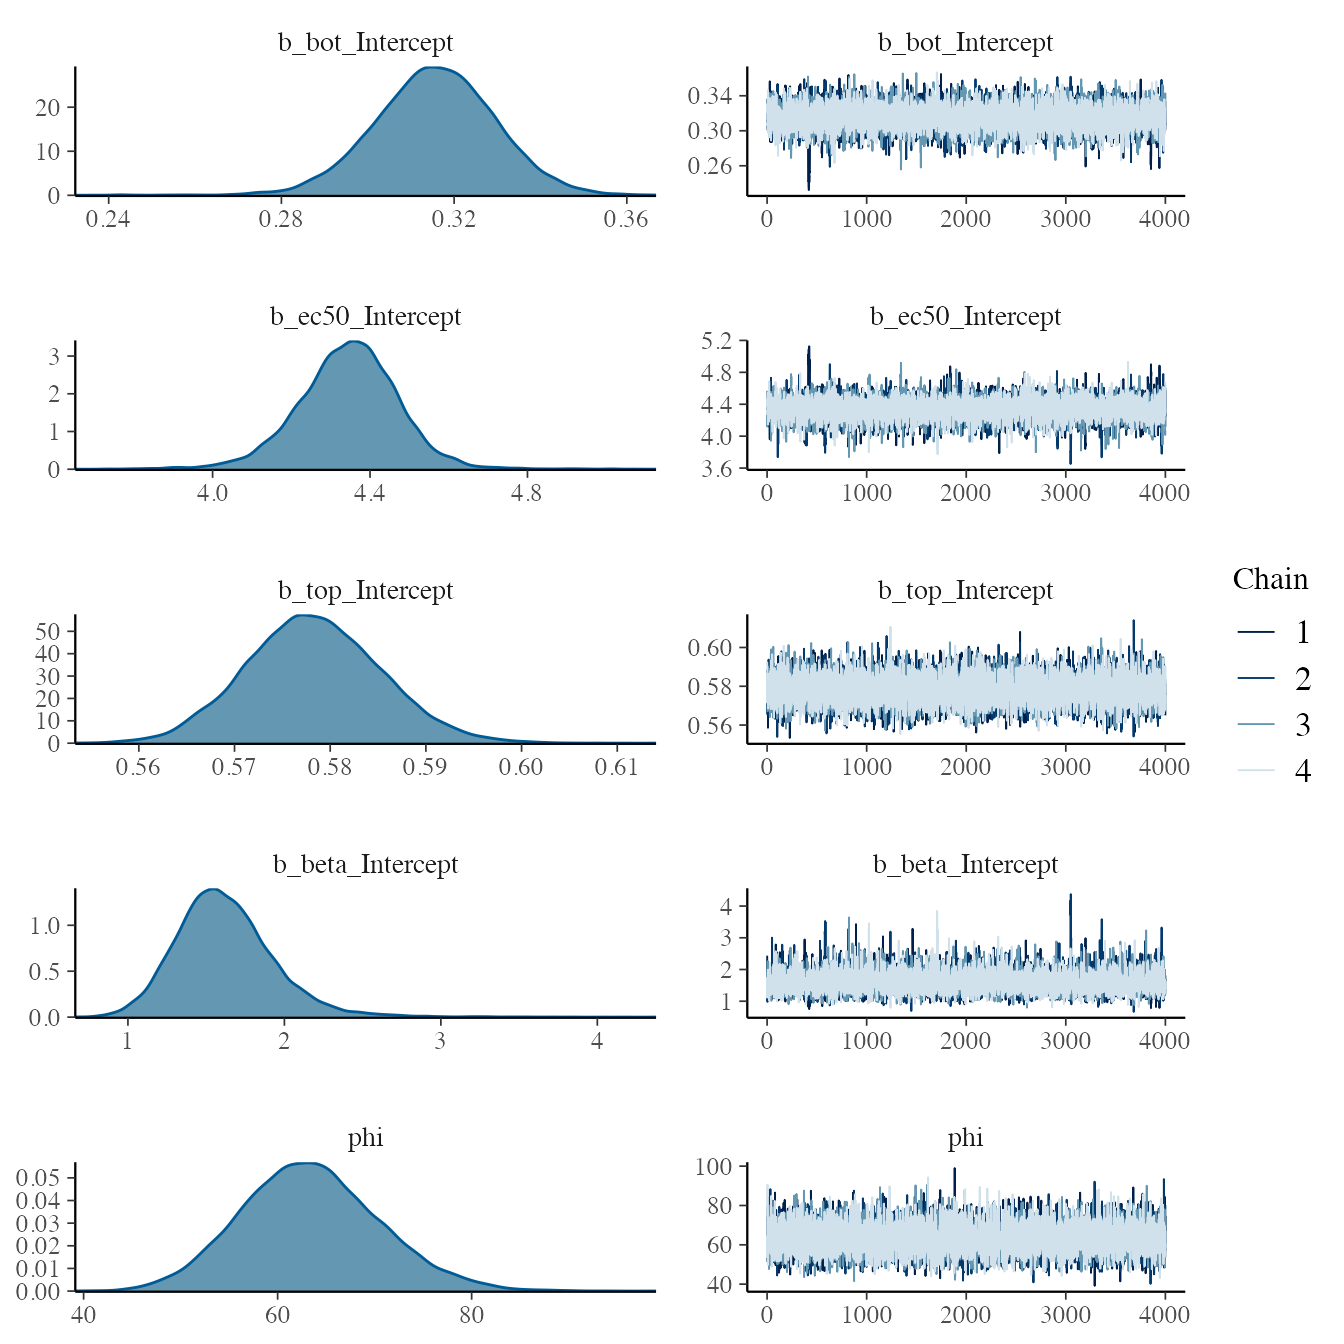 b_bot_Intercept
20
10
0
0.24 0.28 0.32 0.36
b_bot_Intercept
0.34
0.30
0.26
0 1000 2000 3000 4000
b_ec50_Intercept
3
2
1
0
4.0 4.4 4.8
b_ec50_Intercept
5.2
4.8
4.4
4.0
3.6
0 1000 2000 3000 4000
b_top_Intercept
50
40
30
20
10
0
0.56 0.57 0.58 0.59 0.60 0.61
b_top_Intercept
0.60
0.58
0.56
0 1000 2000 3000 4000
b_beta_Intercept
1.0
0.5
0.0
1 2 3 4
b_beta_Intercept
4
3
2
1
0 1000 2000 3000 4000
phi
0.05
0.04
0.03
0.02
0.01
0.00
40 60 80
phi
100
80
60
40
0 1000 2000 3000 4000
Chain
1
2
3
4